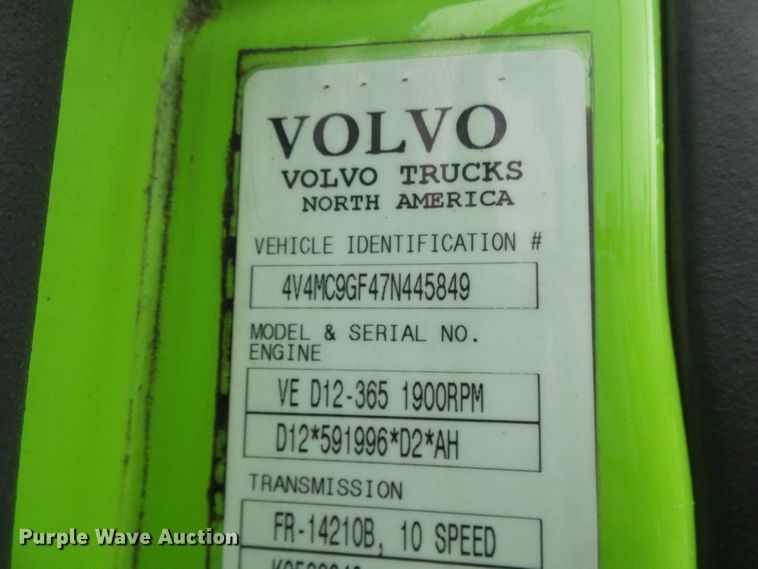 VOLVO
VOLVO TRUCKS
NORTH AMERICA
VEHICLE IDENTIFICATION #
4V4MC9GF47N445849
MODEL & SERIAL NO.
ENGINE
VE D12-365 1900RPM
D12*591996*D2*AH
TRANSMISSION
FR-14210B, 10 SPEED
Purple Wave Auction